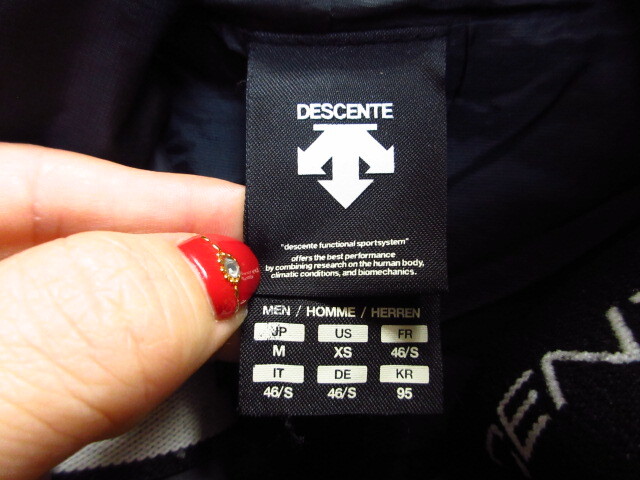 DESCENTE
"descente functional sportsystem"
offers the best performance
by combining research on the human body,
climatic conditions, and biomechanics.
MEN / HOMME / HERREN
JP US FR
M XS 46/S
IT DE KR
46/S 46/S 95
CENT